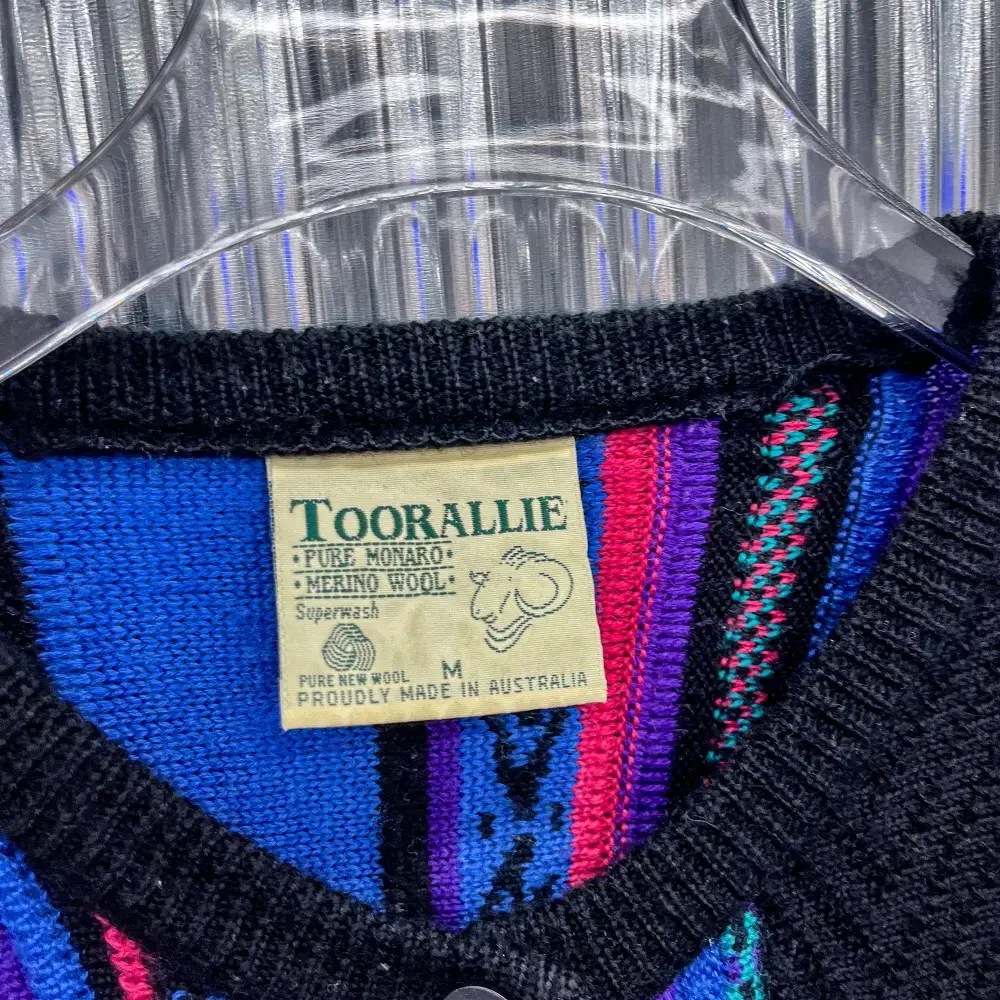 TOORALLIE
• PURE MONARO •
• MERINO WOOL •
Superwash
PURE NEW WOOL M
PROUDLY MADE IN AUSTRALIA